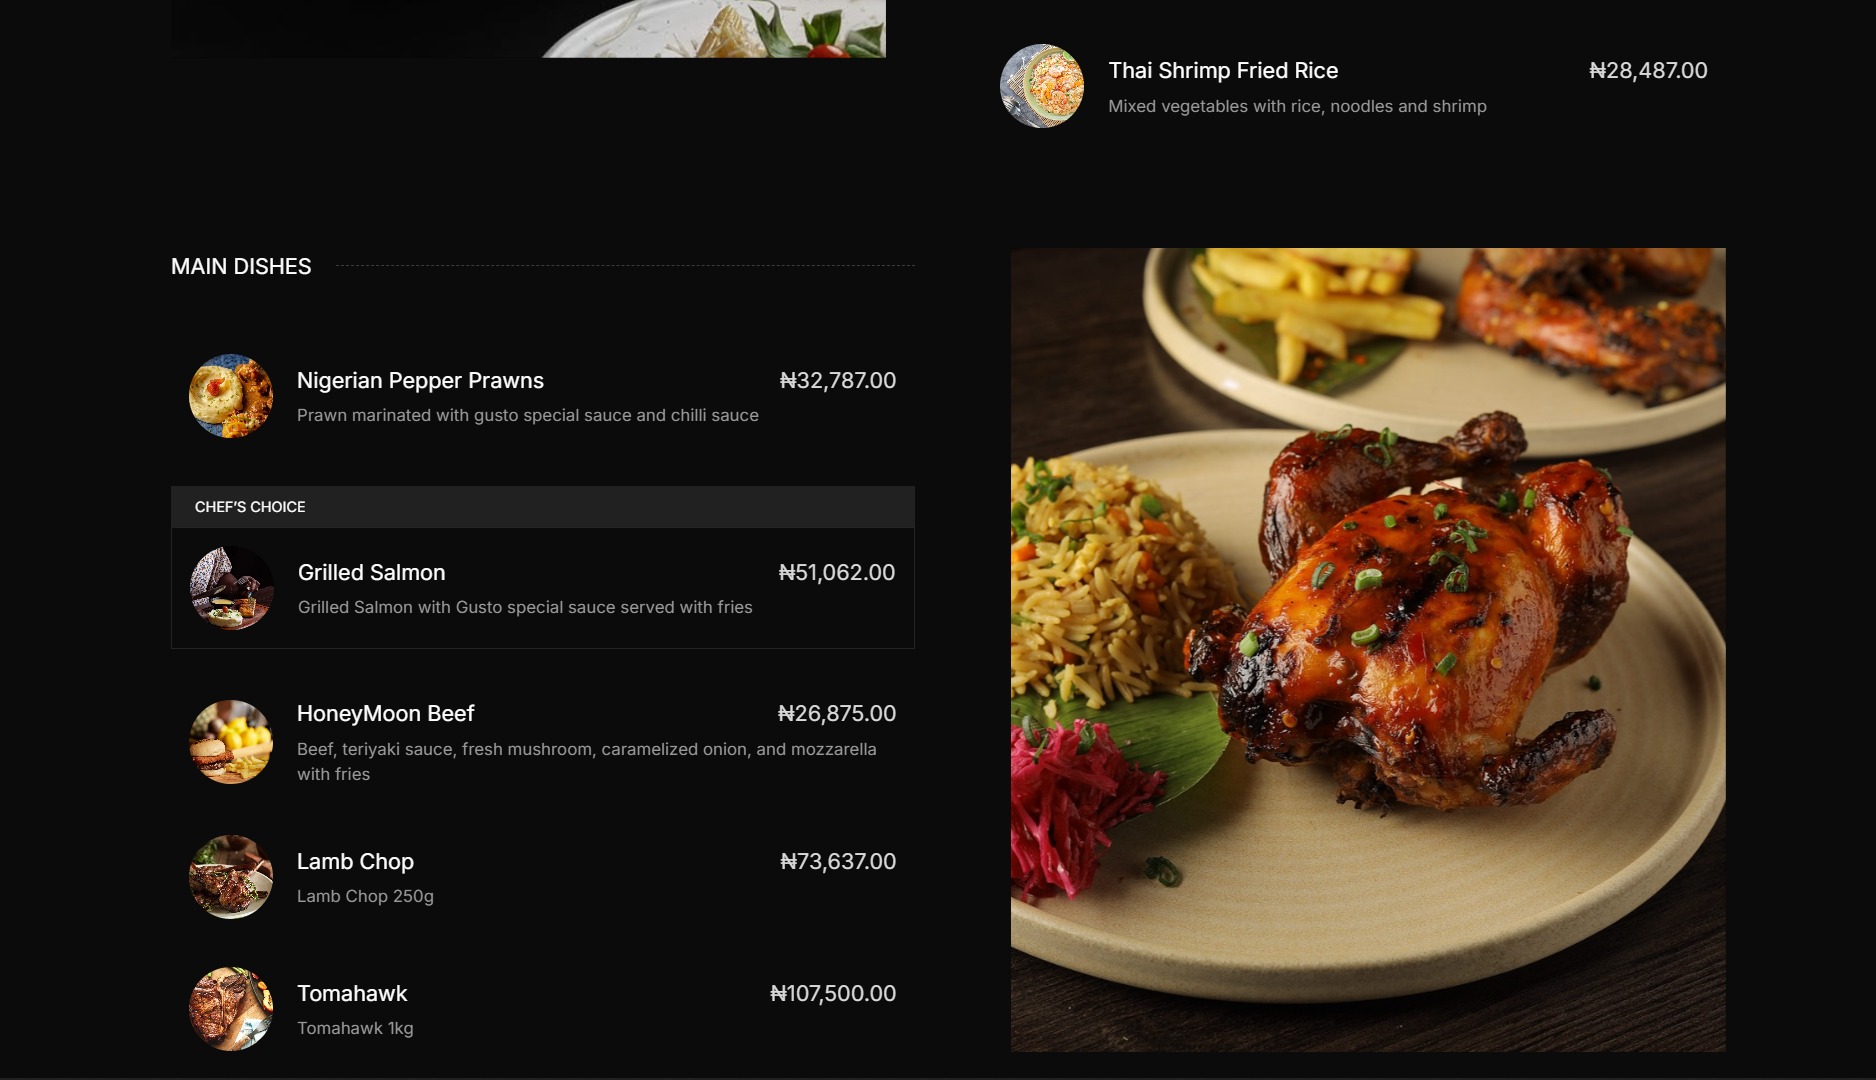 Thai Shrimp Fried Rice ₦28,487.00
Mixed vegetables with rice, noodles and shrimp
MAIN DISHES
Nigerian Pepper Prawns ₦32,787.00
Prawn marinated with gusto special sauce and chilli sauce
CHEF'S CHOICE
Grilled Salmon ₦51,062.00
Grilled Salmon with Gusto special sauce served with fries
HoneyMoon Beef ₦26,875.00
Beef, teriyaki sauce, fresh mushroom, caramelized onion, and mozzarella
with fries
Lamb Chop ₦73,637.00
Lamb Chop 250g
Tomahawk ₦107,500.00
Tomahawk 1kg